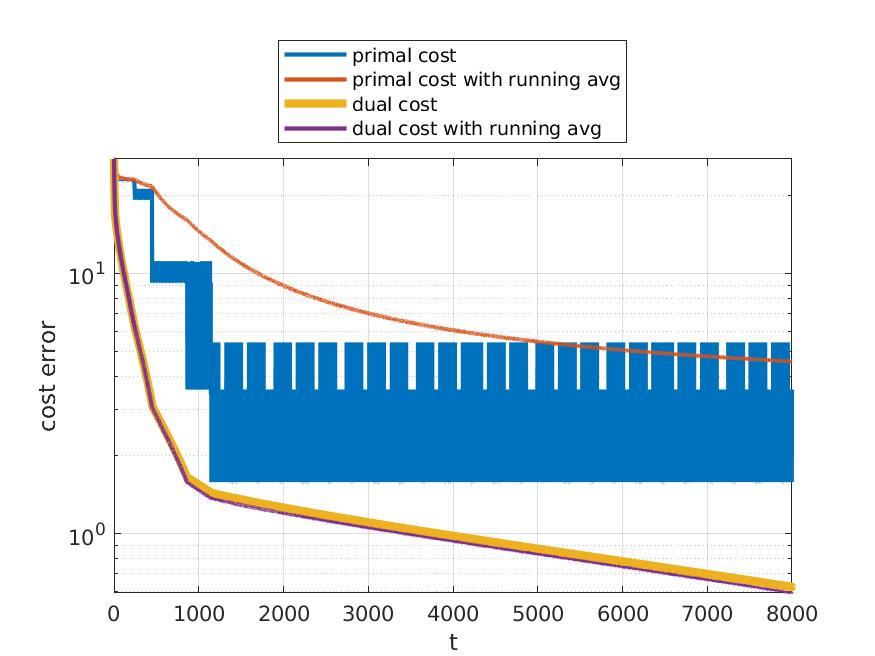 primal cost
primal cost with running avg
dual cost
dual cost with running avg
10^1
10^0
cost error
0 1000 2000 3000 4000 5000 6000 7000 8000
t